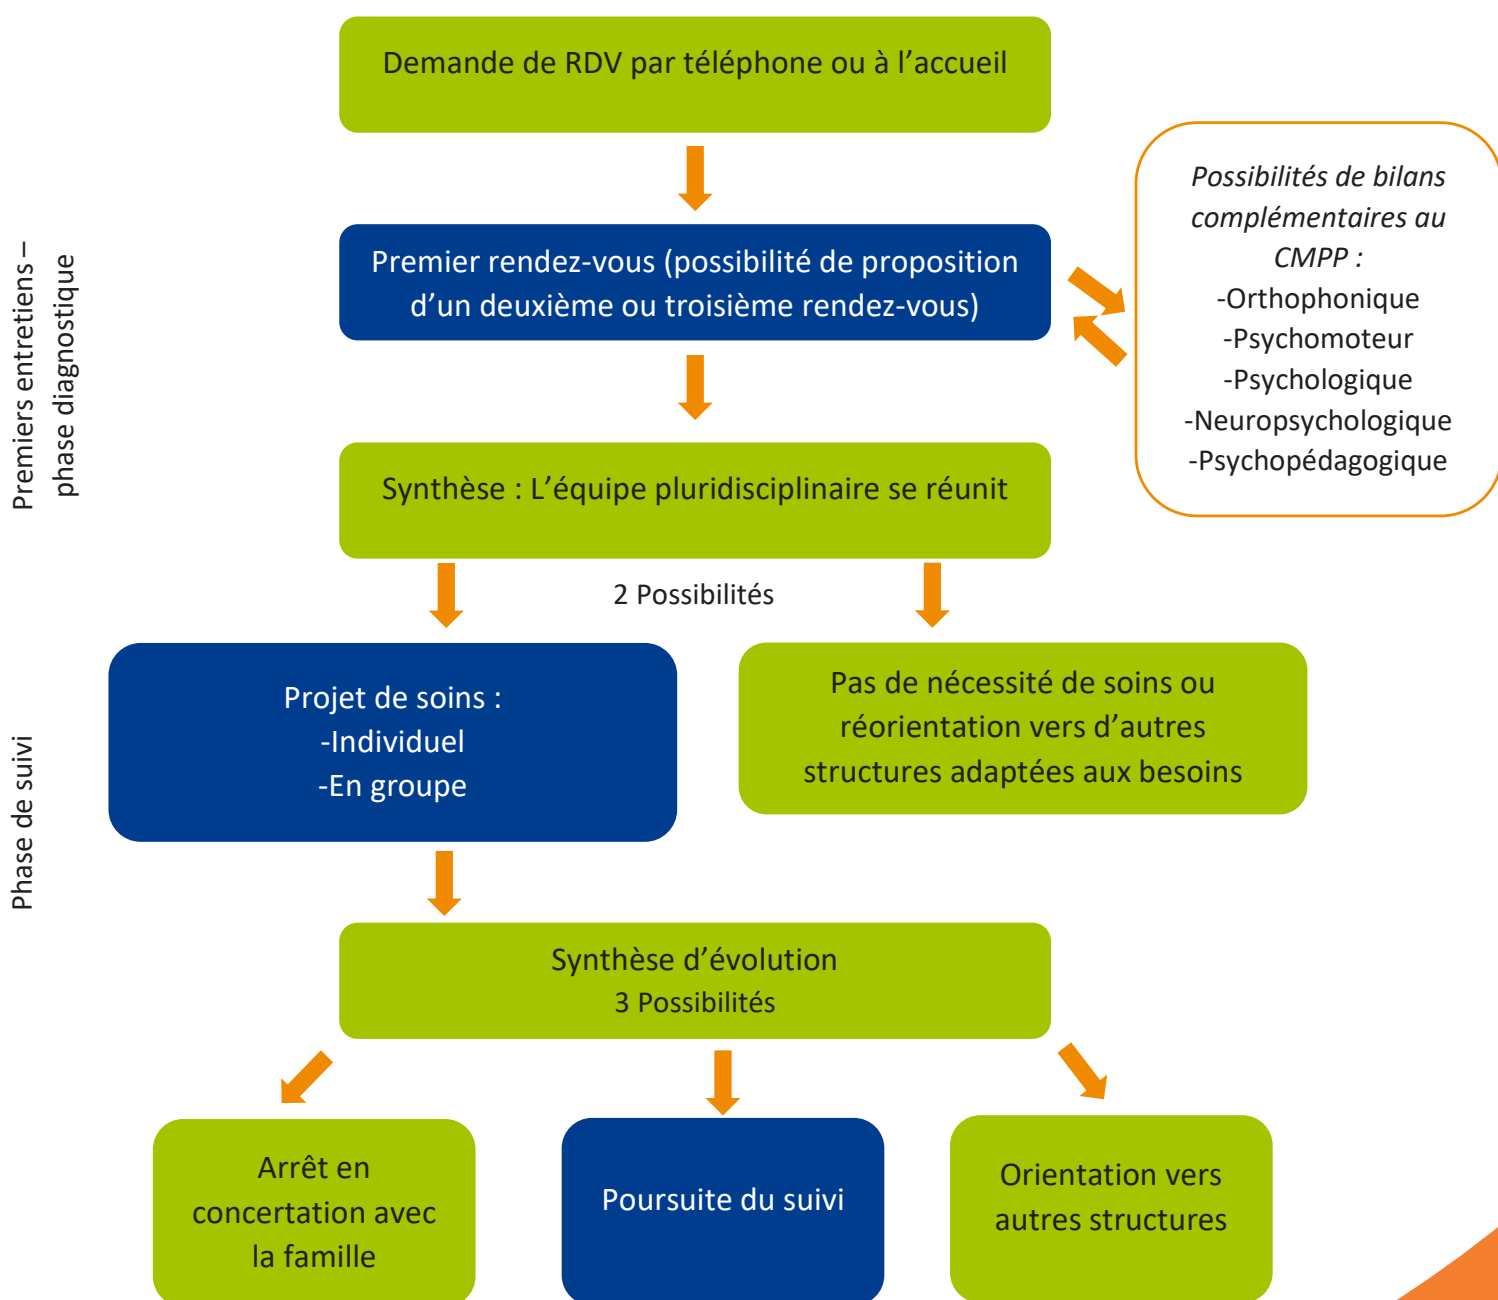 Demande de RDV par téléphone ou à l’accueil
Premiers entretiens –
phase diagnostique
Premier rendez-vous (possibilité de proposition
d’un deuxième ou troisième rendez-vous)
Possibilités de bilans
complémentaires au
CMPP :
-Orthophonique
-Psychomoteur
-Psychologique
-Neuropsychologique
-Psychopédagogique
Synthèse : L’équipe pluridisciplinaire se réunit
2 Possibilités
Phase de suivi
Projet de soins :
-Individuel
-En groupe
Pas de nécessité de soins ou
réorientation vers d’autres
structures adaptées aux besoins
Synthèse d’évolution
3 Possibilités
Arrêt en
concertation avec
la famille
Poursuite du suivi
Orientation vers
autres structures